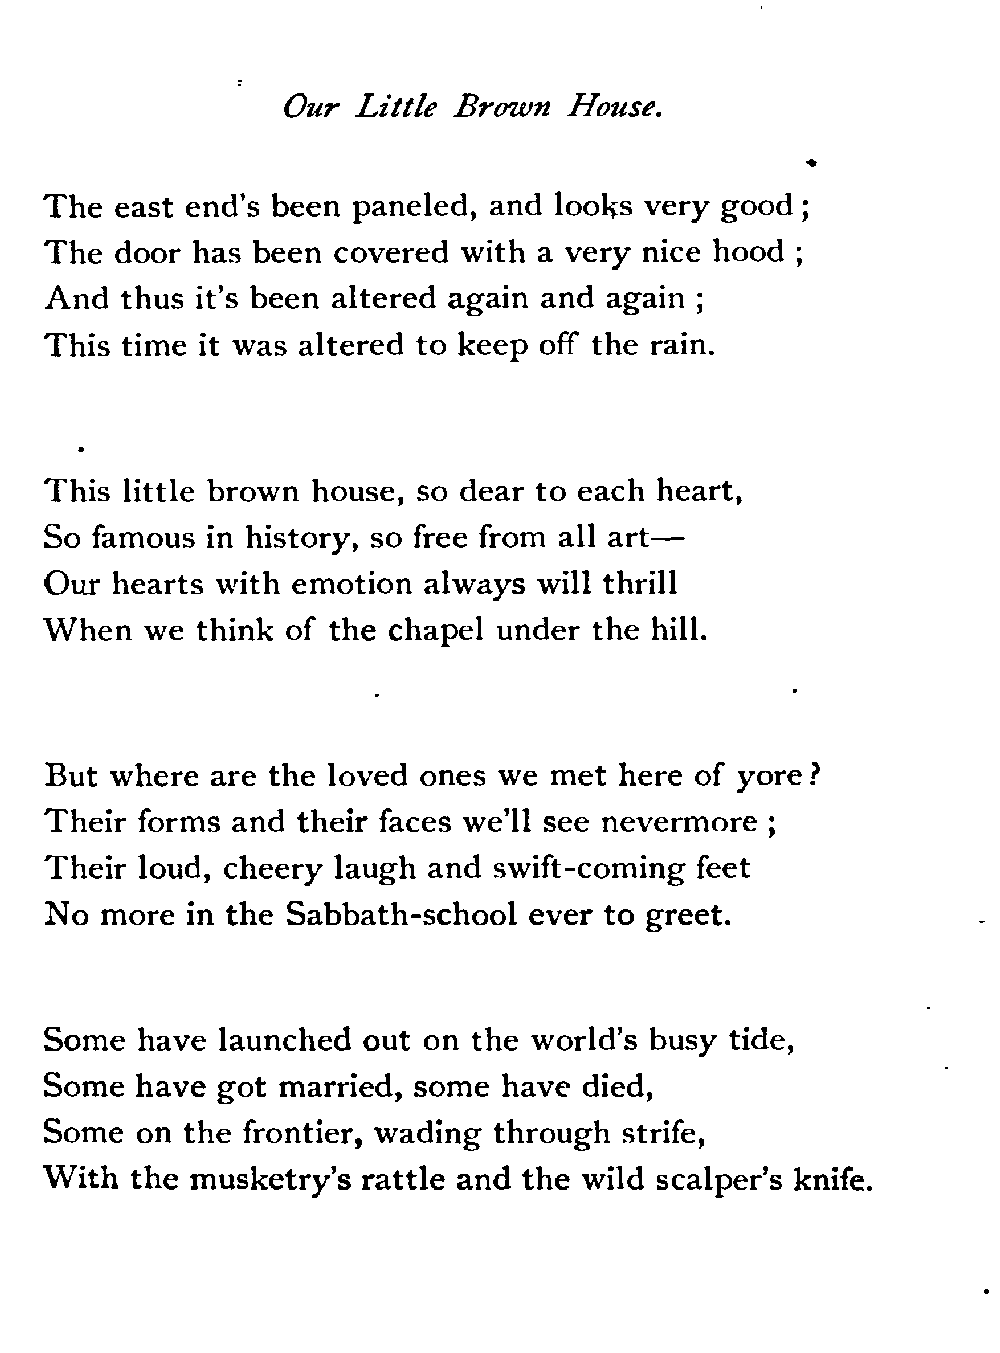 Our Little Brown House.
The east end's been paneled, and looks very good ;
The door has been covered with a very nice hood ;
And thus it's been altered again and again ;
This time it was altered to keep off the rain.
This little brown house, so dear to each heart,
So famous in history, so free from all art—
Our hearts with emotion always will thrill
When we think of the chapel under the hill.
But where are the loved ones we met here of yore ?
Their forms and their faces we'll see nevermore ;
Their loud, cheery laugh and swift-coming feet
No more in the Sabbath-school ever to greet.
Some have launched out on the world's busy tide,
Some have got married, some have died,
Some on the frontier, wading through strife,
With the musketry's rattle and the wild scalper's knife.